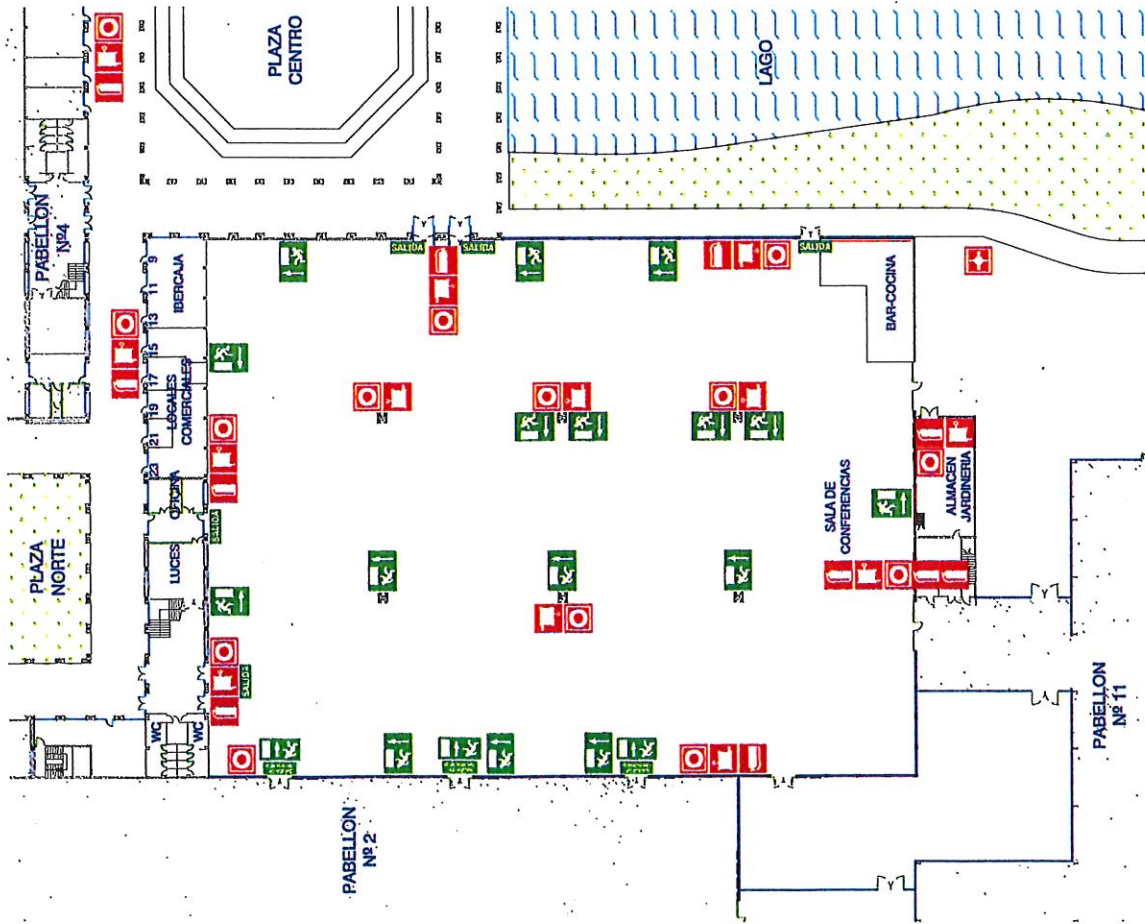 PLAZA
CENTRO
LAGO
PABELLON
Nº4
9
11
13
15
17
19
21
23
IBERCAJA
LOCALES
COMERCIALES
OFICINA
LUCES
WC
WC
PLAZA
NORTE
SALIDA
SALIDA
SALIDA
SALIDA
SALIDA
BAR-COCINA
SALA DE
CONFERENCIAS
ALMACEN
JARDINERIA
PABELLON
Nº 2
PABELLON
Nº 11